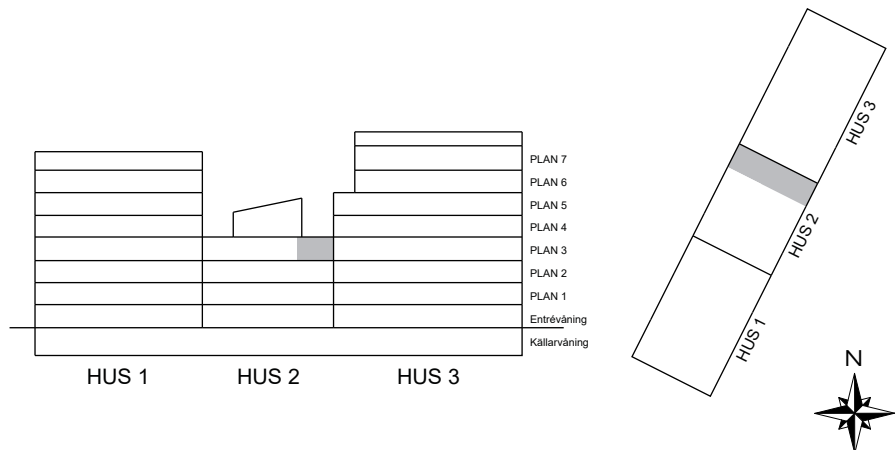 PLAN 7
PLAN 6
PLAN 5
PLAN 4
PLAN 3
PLAN 2
PLAN 1
Entrévåning
Källarvåning
HUS 1
HUS 2
HUS 3
HUS 3
HUS 2
HUS 1
N